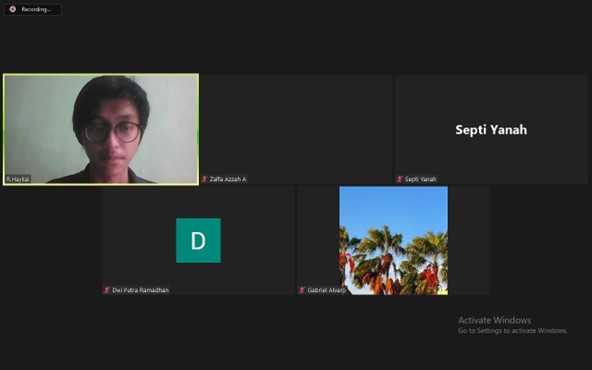 Recording...
Septi Yanah
R.Haykal
Zalfa Azzah A
Septi Yanah
D
Dwi Putra Ramadhan
Gabriel Alvaro
Activate Windows
Go to Settings to activate Windows.